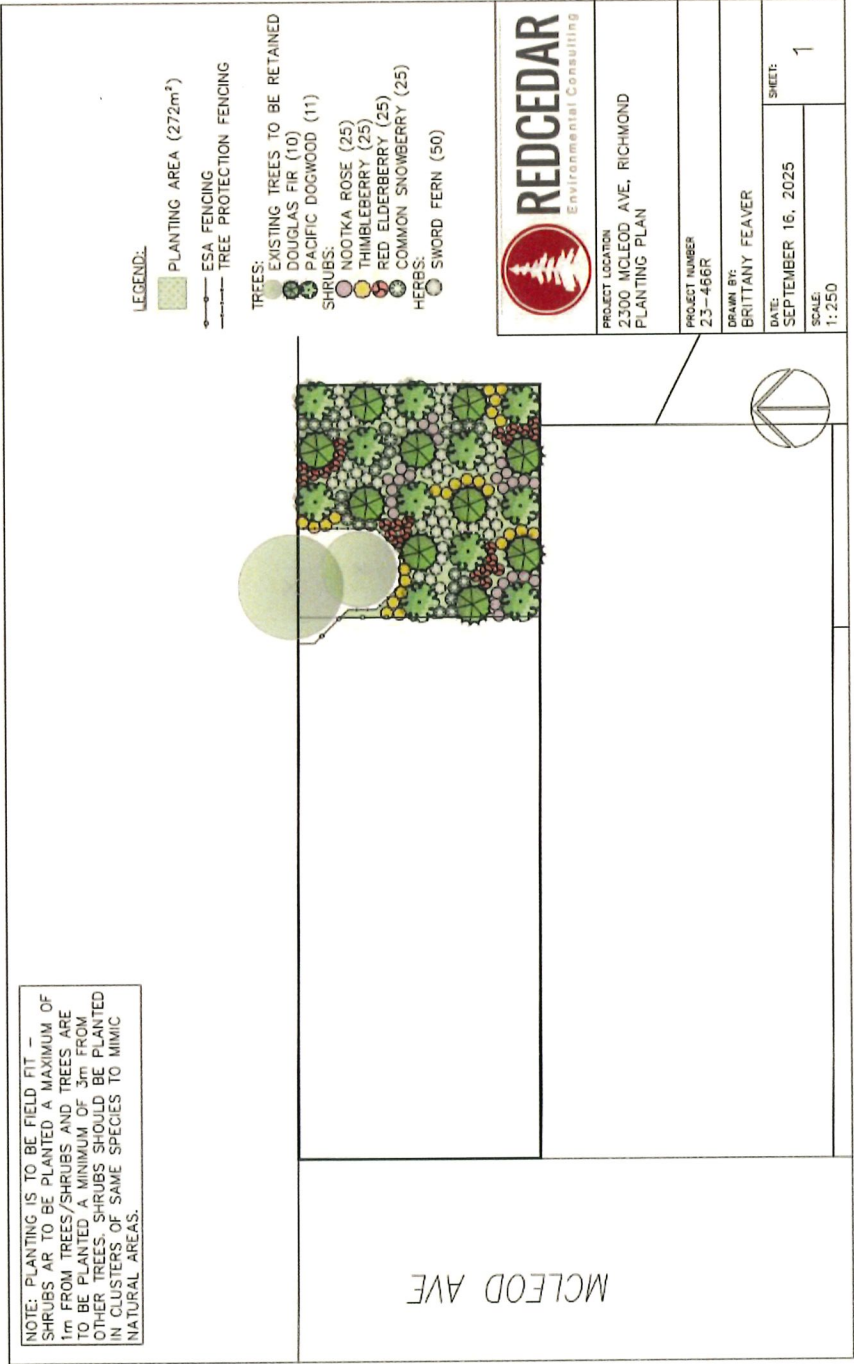 NOTE: PLANTING IS TO BE FIELD FIT –
SHRUBS AR TO BE PLANTED A MAXIMUM OF
1m FROM TREES/SHRUBS AND TREES ARE
TO BE PLANTED A MINIMUM OF 3m FROM
OTHER TREES. SHRUBS SHOULD BE PLANTED
IN CLUSTERS OF SAME SPECIES TO MIMIC
NATURAL AREAS.
MCLEOD AVE
LEGEND:
PLANTING AREA (272m²)
ESA FENCING
TREE PROTECTION FENCING
TREES:
EXISTING TREES TO BE RETAINED
DOUGLAS FIR (10)
PACIFIC DOGWOOD (11)
SHRUBS:
NOOTKA ROSE (25)
THIMBLEBERRY (25)
RED ELDERBERRY (25)
COMMON SNOWBERRY (25)
HERBS:
SWORD FERN (50)
REDCEDAR
Environmental Consulting
PROJECT LOCATION
2300 MCLEOD AVE, RICHMOND
PLANTING PLAN
PROJECT NUMBER
23-466R
DRAWN BY:
BRITTANY FEAVER
DATE:
SEPTEMBER 16, 2025
SCALE:
1:250
SHEET:
1